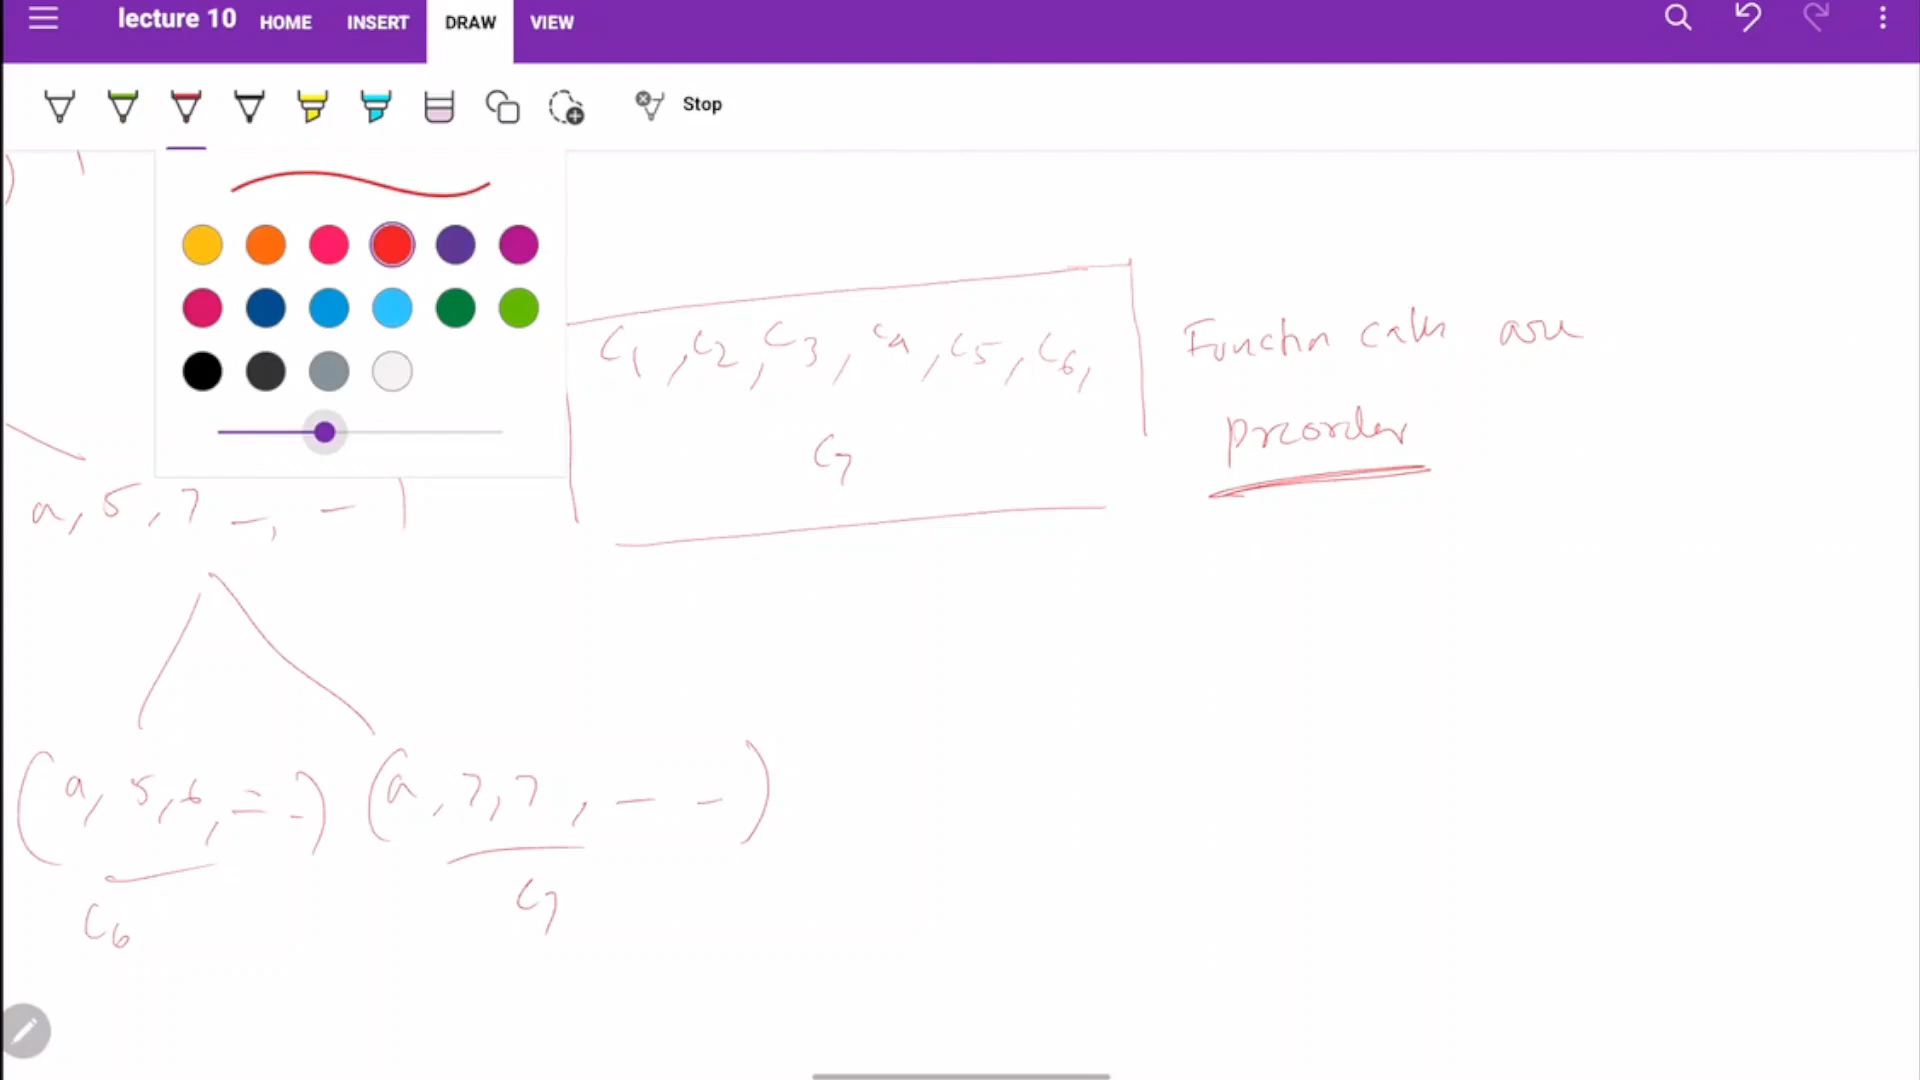 lecture 10 HOME INSERT DRAW VIEW
Stop
C1, C2, C3, C4, C5, C6,
C7
Function calls are
preorder
a, 5, 7 -, -)
(a, 5, 6, = -) (a, 7, 7, - -)
C6
C7